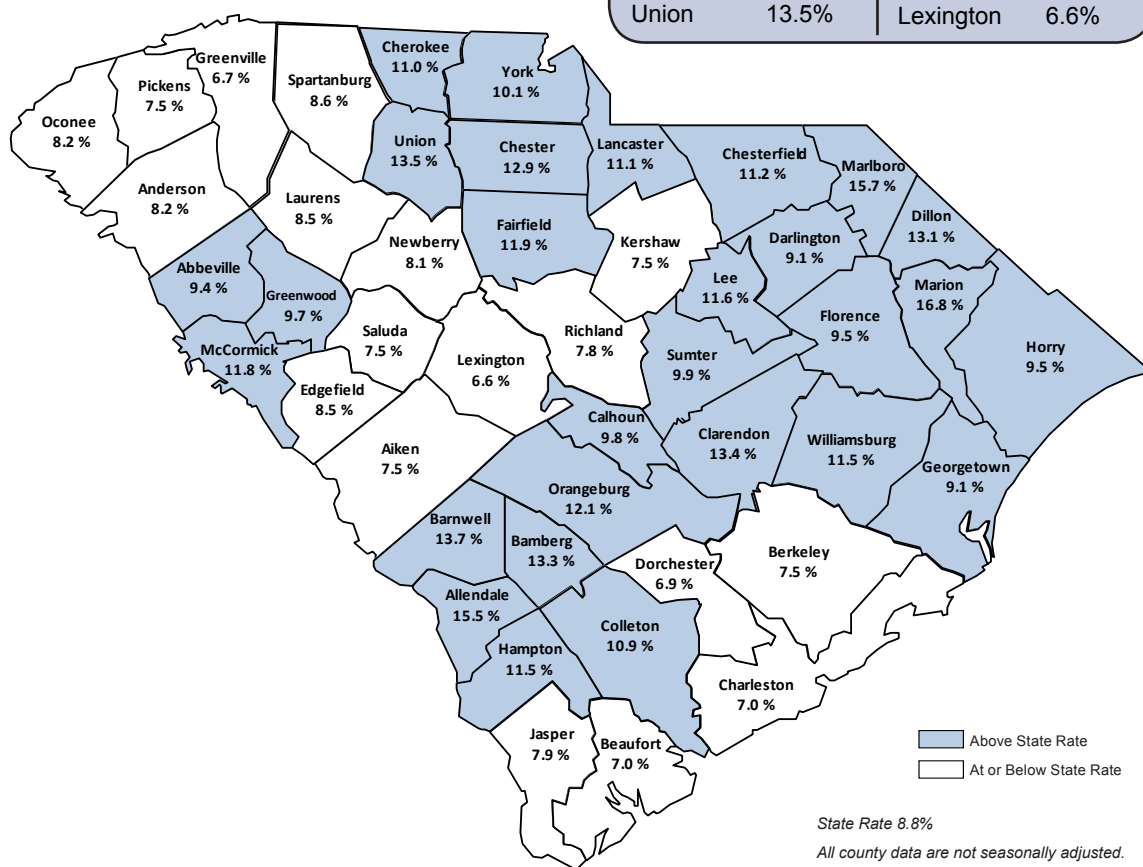 Union 13.5% Lexington 6.6%
Cherokee
11.0 %
York
10.1 %
Greenville
6.7 %
Spartanburg
8.6 %
Pickens
7.5 %
Oconee
8.2 %
Union
13.5 %
Chester
12.9 %
Lancaster
11.1 %
Chesterfield
11.2 %
Marlboro
15.7 %
Anderson
8.2 %
Laurens
8.5 %
Dillon
13.1 %
Fairfield
11.9 %
Newberry
8.1 %
Kershaw
7.5 %
Darlington
9.1 %
Abbeville
9.4 %
Greenwood
9.7 %
Lee
11.6 %
Marion
16.8 %
Florence
9.5 %
Saluda
7.5 %
Richland
7.8 %
McCormick
11.8 %
Lexington
6.6 %
Sumter
9.9 %
Horry
9.5 %
Edgefield
8.5 %
Calhoun
9.8 %
Clarendon
13.4 %
Williamsburg
11.5 %
Aiken
7.5 %
Georgetown
9.1 %
Orangeburg
12.1 %
Barnwell
13.7 %
Bamberg
13.3 %
Berkeley
7.5 %
Dorchester
6.9 %
Allendale
15.5 %
Colleton
10.9 %
Hampton
11.5 %
Charleston
7.0 %
Jasper
7.9 %
Beaufort
7.0 %
Above State Rate
At or Below State Rate
State Rate 8.8%
All county data are not seasonally adjusted.